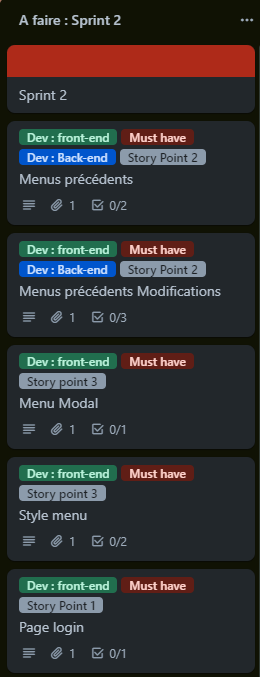 A faire : Sprint 2
Sprint 2
Dev : front-end Must have
Dev : Back-end Story Point 2
Menus précédents
1 0/2
Dev : front-end Must have
Dev : Back-end Story Point 2
Menus précédents Modifications
1 0/3
Dev : front-end Must have
Story point 3
Menu Modal
1 0/1
Dev : front-end Must have
Story point 3
Style menu
1 0/2
Dev : front-end Must have
Story Point 1
Page login
1 0/1